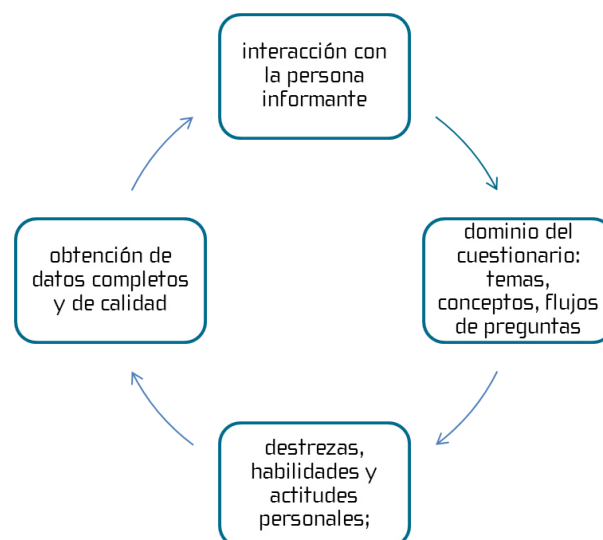 interacción con
la persona
informante
dominio del
cuestionario:
temas,
conceptos, flujos
de preguntas
destrezas,
habilidades y
actitudes
personales;
obtención de
datos completos
y de calidad